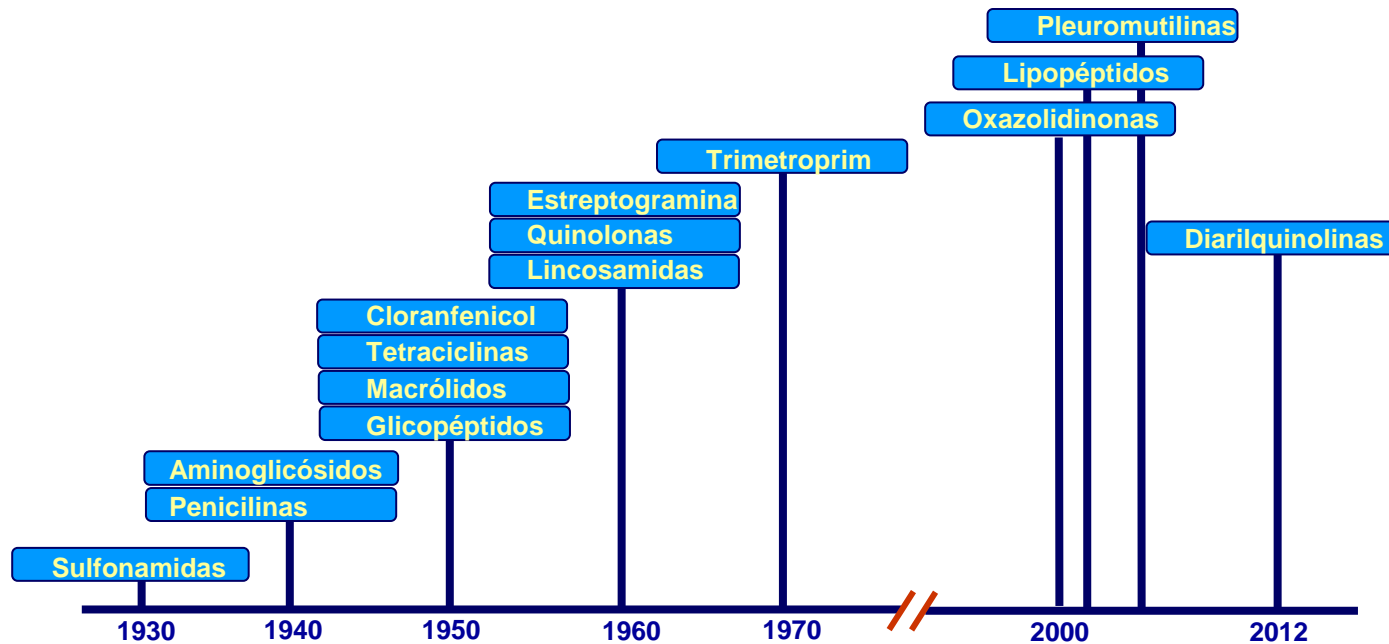 Pleuromutilinas
Lipopéptidos
Oxazolidinonas
Trimetroprim
Estreptogramina
Quinolonas
Diarilquinolinas
Lincosamidas
Cloranfenicol
Tetraciclinas
Macrólidos
Glicopéptidos
Aminoglicósidos
Penicilinas
Sulfonamidas
1930 1940 1950 1960 1970 2000 2012